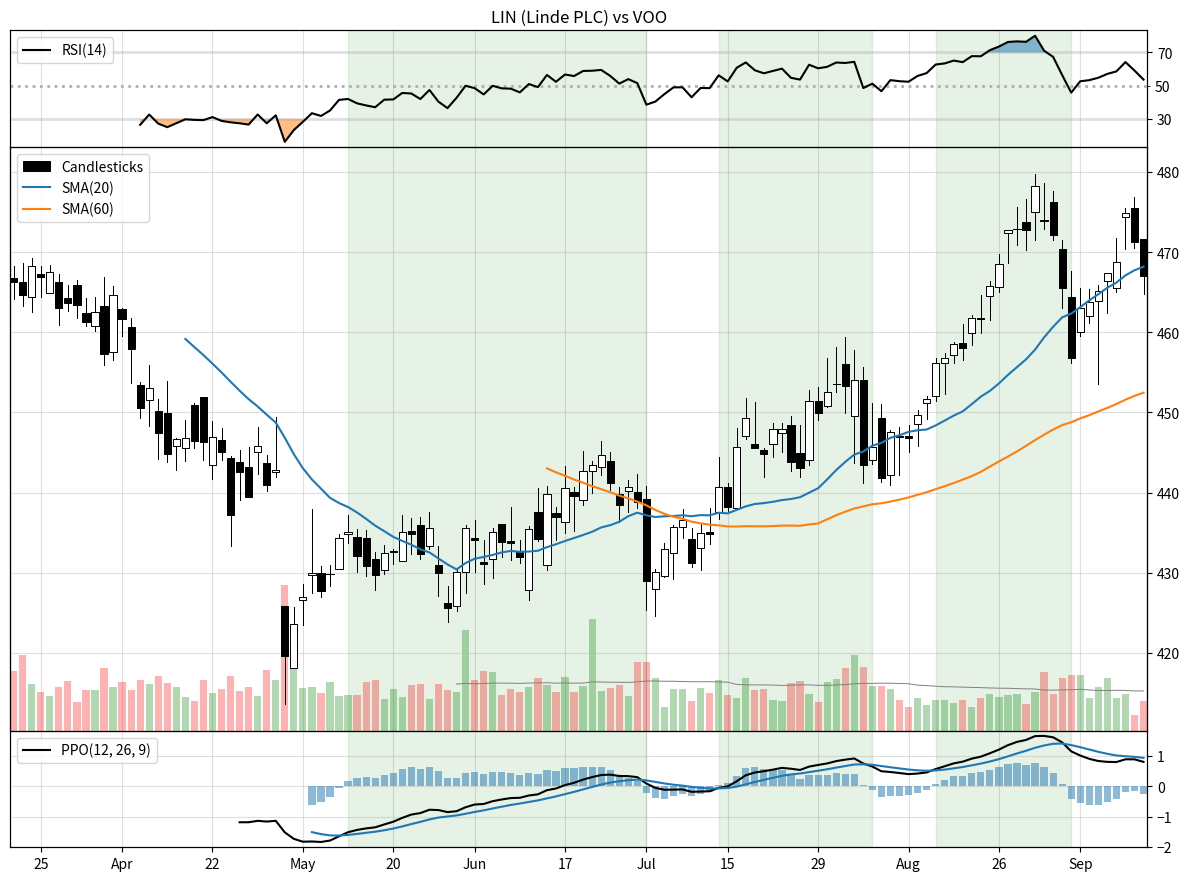 LIN (Linde PLC) vs VOO
RSI(14)
70
50
30
Candlesticks
SMA(20)
SMA(60)
480
470
460
450
440
430
420
PPO(12, 26, 9)
1
0
−1
−2
25 Apr 22 May 20 Jun 17 Jul 15 29 Aug 26 Sep